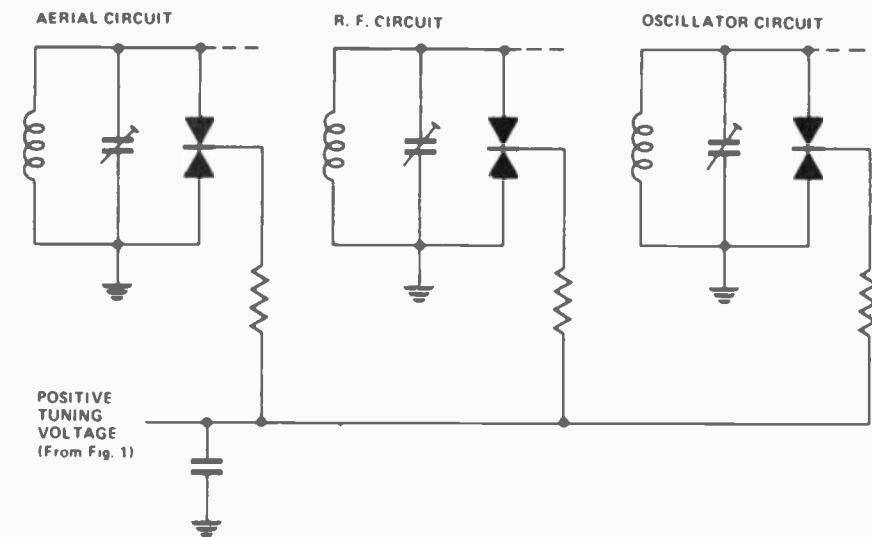 AERIAL CIRCUIT
R. F. CIRCUIT
OSCILLATOR CIRCUIT
POSITIVE
TUNING
VOLTAGE
(From Fig. 1)